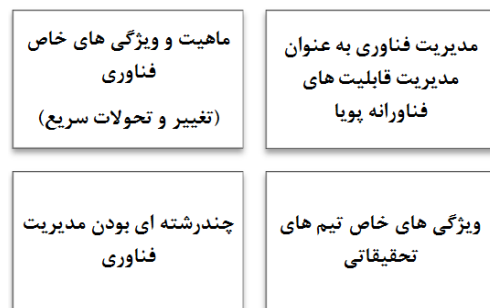 مدیریت فناوری به عنوان
مدیریت قابلیت های
فناورانه پویا
ماهیت و ویژگی های خاص
فناوری
(تغییر و تحولات سریع)
ویژگی های خاص تیم های
تحقیقاتی
چندرشته ای بودن مدیریت
فناوری